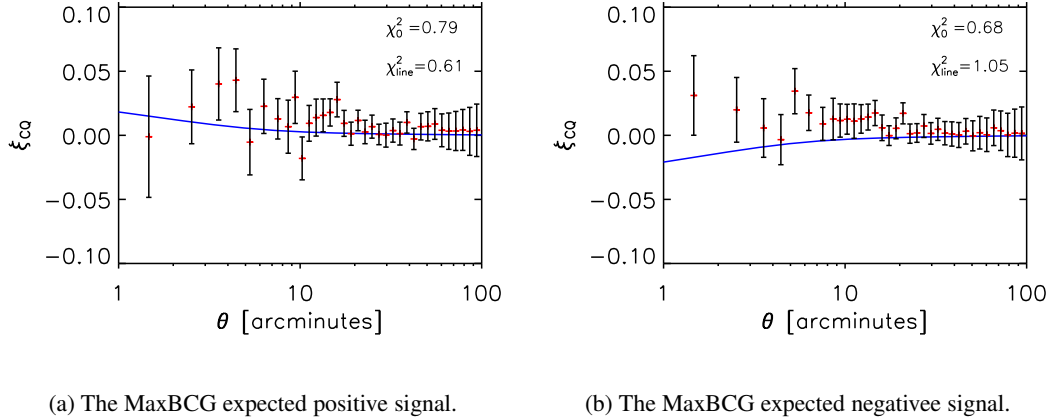 0.10
0.05
0.00
−0.05
−0.10
ξCQ
χ²₀=0.79
χ²line=0.61
1 10 100
θ [arcminutes]
0.10
0.05
0.00
−0.05
−0.10
ξCQ
χ²₀=0.68
χ²line=1.05
1 10 100
θ [arcminutes]
(a) The MaxBCG expected positive signal.
(b) The MaxBCG expected negativee signal.